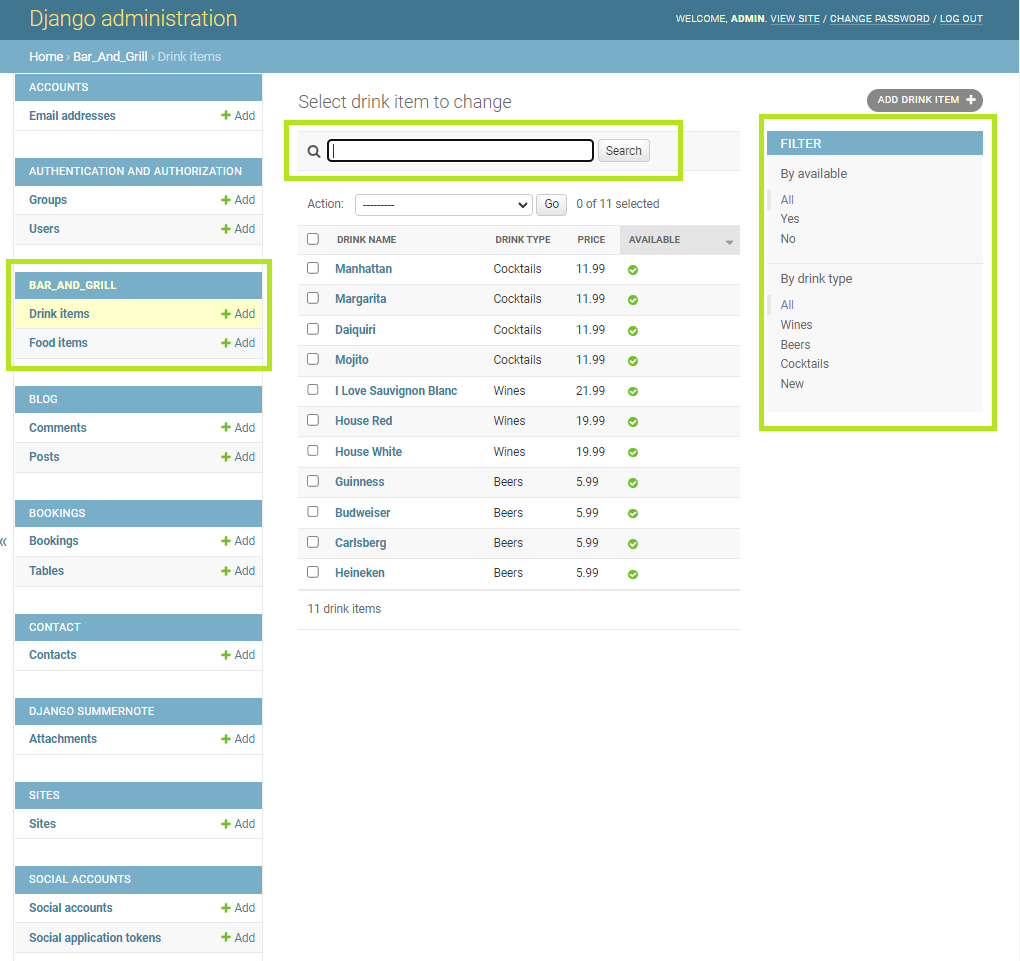 Django administration
WELCOME, ADMIN. VIEW SITE / CHANGE PASSWORD / LOG OUT
Home › Bar_And_Grill › Drink items
ACCOUNTS
Email addresses + Add
AUTHENTICATION AND AUTHORIZATION
Groups + Add
Users + Add
BAR_AND_GRILL
Drink items + Add
Food items + Add
BLOG
Comments + Add
Posts + Add
BOOKINGS
Bookings + Add
Tables + Add
CONTACT
Contacts + Add
DJANGO SUMMERNOTE
Attachments + Add
SITES
Sites + Add
SOCIAL ACCOUNTS
Social accounts + Add
Social application tokens + Add
«
Select drink item to change
ADD DRINK ITEM +
Search
Action: --------- Go 0 of 11 selected
DRINK NAME DRINK TYPE PRICE AVAILABLE
Manhattan Cocktails 11.99
Margarita Cocktails 11.99
Daiquiri Cocktails 11.99
Mojito Cocktails 11.99
I Love Sauvignon Blanc Wines 21.99
House Red Wines 19.99
House White Wines 19.99
Guinness Beers 5.99
Budweiser Beers 5.99
Carlsberg Beers 5.99
Heineken Beers 5.99
11 drink items
FILTER
By available
All
Yes
No
By drink type
All
Wines
Beers
Cocktails
New